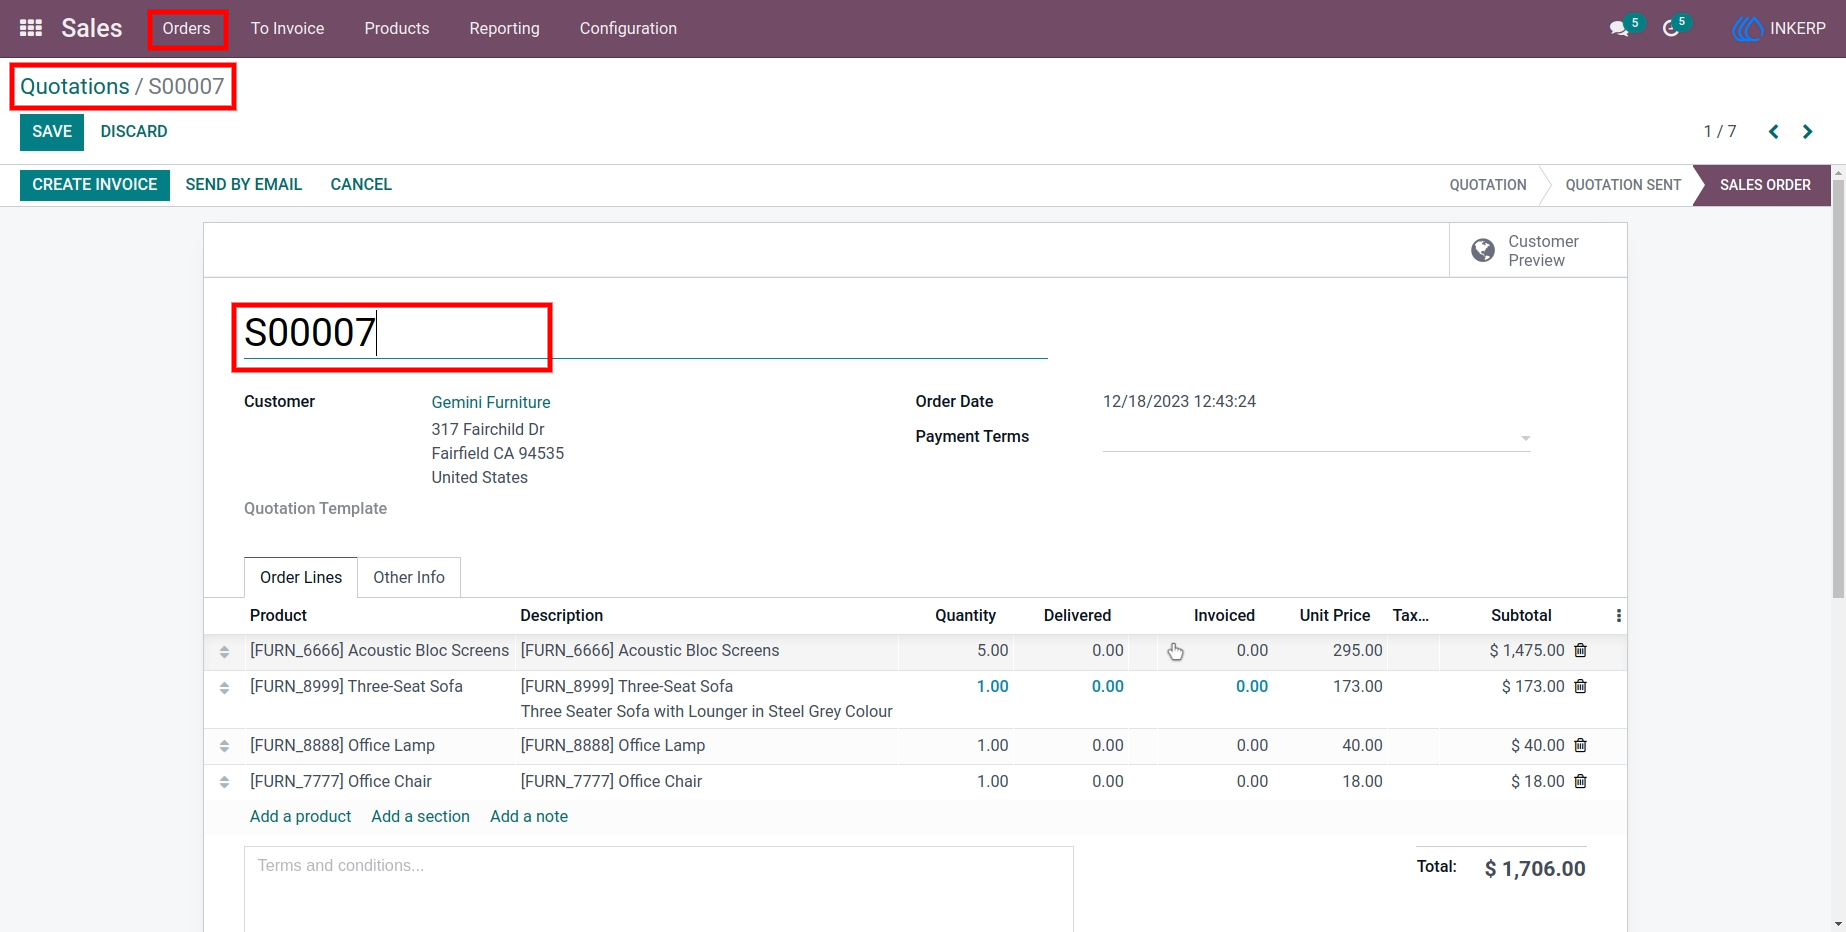 Sales Orders To Invoice Products Reporting Configuration 5 5 INKERP
Quotations / S00007
SAVE DISCARD 1 / 7
CREATE INVOICE SEND BY EMAIL CANCEL QUOTATION QUOTATION SENT SALES ORDER
Customer
Preview
S00007
Customer Gemini Furniture Order Date 12/18/2023 12:43:24
317 Fairchild Dr Payment Terms
Fairfield CA 94535
United States
Quotation Template
Order Lines Other Info
Product Description Quantity Delivered Invoiced Unit Price Tax... Subtotal
[FURN_6666] Acoustic Bloc Screens [FURN_6666] Acoustic Bloc Screens 5.00 0.00 0.00 295.00 $ 1,475.00
[FURN_8999] Three-Seat Sofa [FURN_8999] Three-Seat Sofa 1.00 0.00 0.00 173.00 $ 173.00
Three Seater Sofa with Lounger in Steel Grey Colour
[FURN_8888] Office Lamp [FURN_8888] Office Lamp 1.00 0.00 0.00 40.00 $ 40.00
[FURN_7777] Office Chair [FURN_7777] Office Chair 1.00 0.00 0.00 18.00 $ 18.00
Add a product Add a section Add a note
Terms and conditions... Total: $ 1,706.00